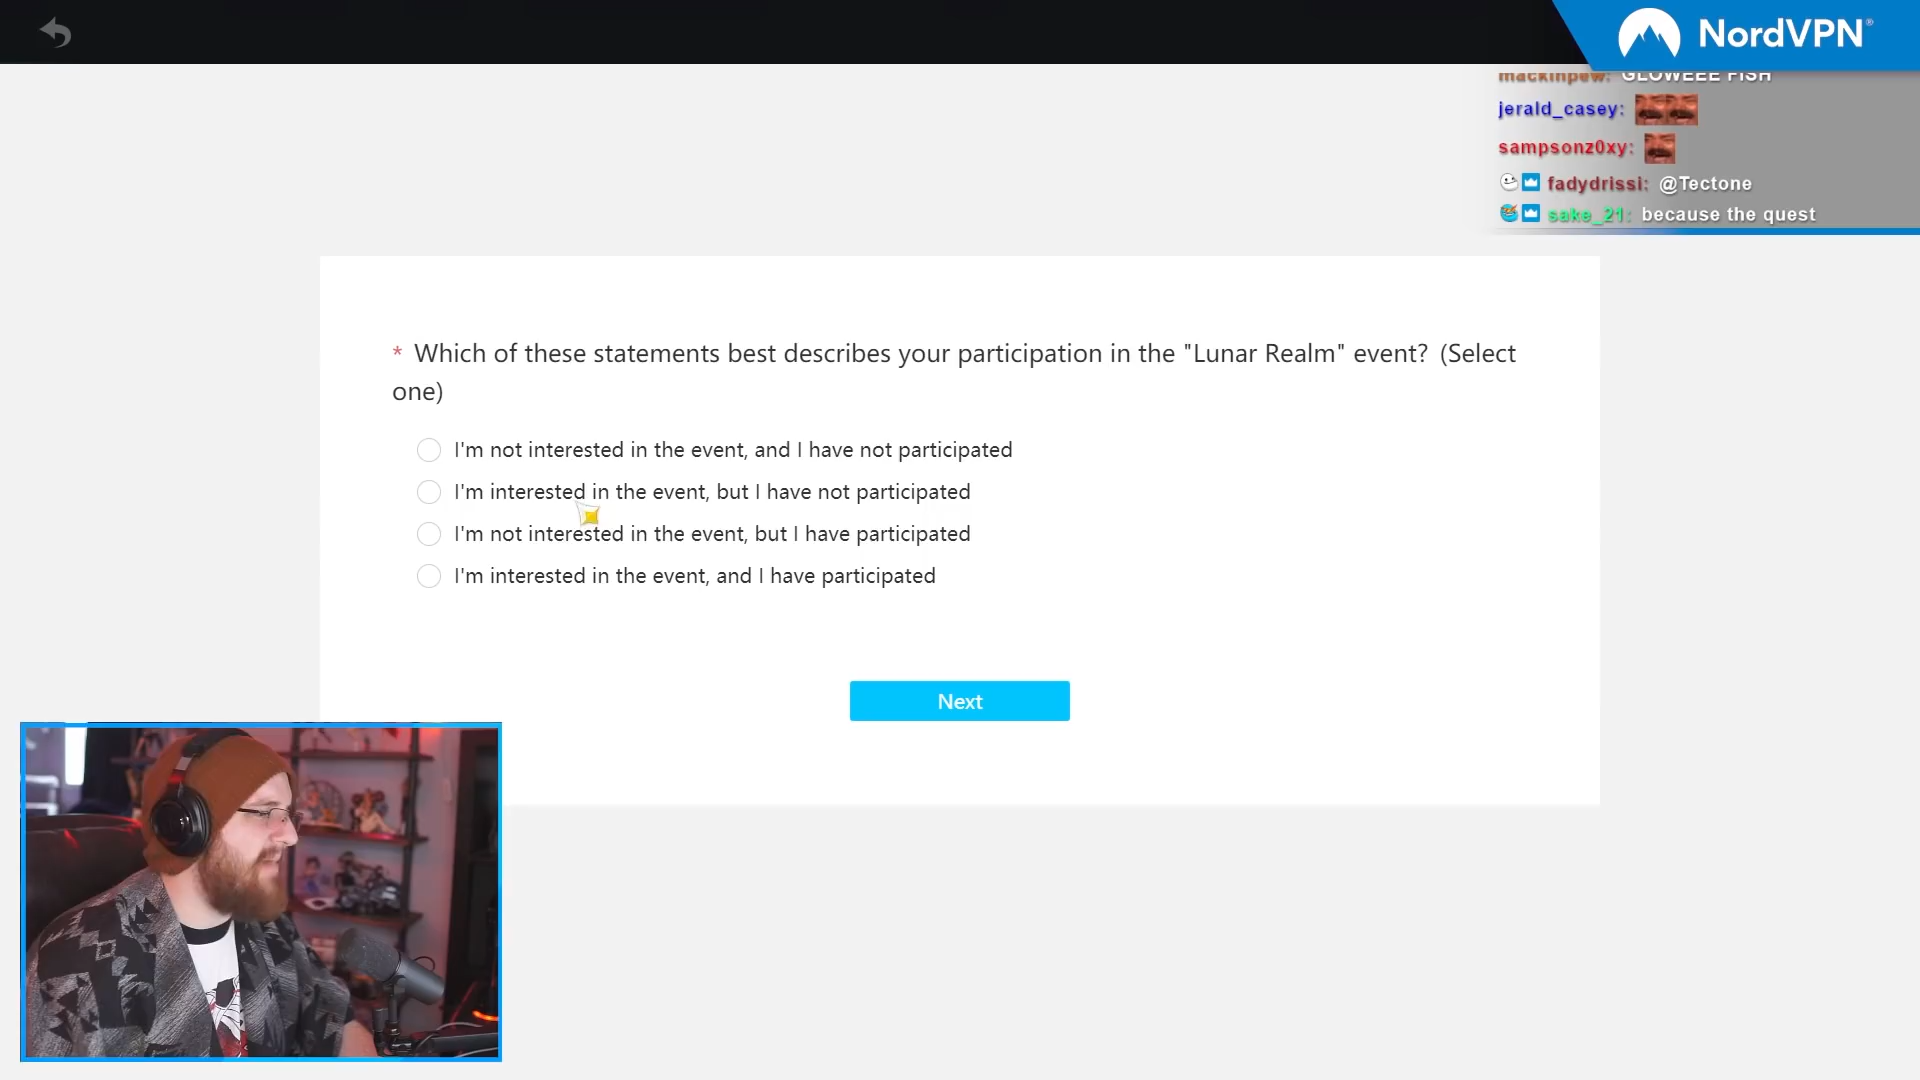 NordVPN®
mackinpew: GLOWEEE FISH
jerald_casey:
sampsonz0xy:
fadydrissi: @Tectone
sake_21: because the quest
* Which of these statements best describes your participation in the "Lunar Realm" event? (Select
one)
I'm not interested in the event, and I have not participated
I'm interested in the event, but I have not participated
I'm not interested in the event, but I have participated
I'm interested in the event, and I have participated
Next